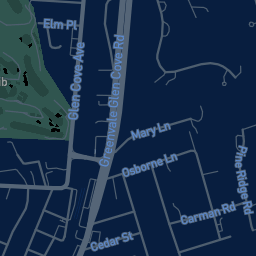 Elm Pl
Glen Cove Ave
Greenvale Glen Cove Rd
b
Mary Ln
Osborne Ln
Pine Ridge Rd
Carman Rd
Cedar St